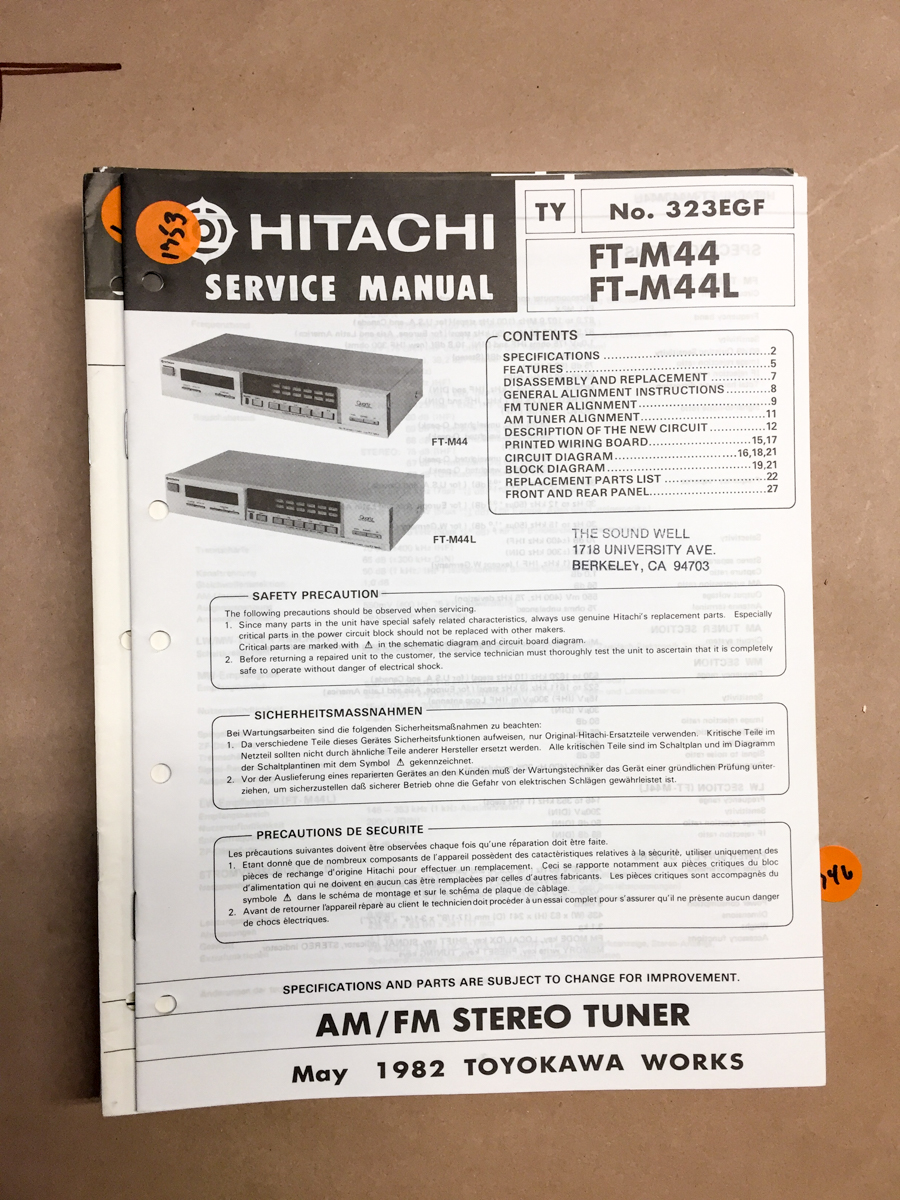 1953
HITACHI
SERVICE MANUAL
TY
No. 323EGF
FT-M44
FT-M44L
FT-M44
FT-M44L
CONTENTS
SPECIFICATIONS ..........................................2
FEATURES ..................................................5
DISASSEMBLY AND REPLACEMENT ...............7
GENERAL ALIGNMENT INSTRUCTIONS ..........8
FM TUNER ALIGNMENT................................9
AM TUNER ALIGNMENT................................11
DESCRIPTION OF THE NEW CIRCUIT ..............12
PRINTED WIRING BOARD..........................15,17
CIRCUIT DIAGRAM ...............................16,18,21
BLOCK DIAGRAM ...................................19,21
REPLACEMENT PARTS LIST .........................22
FRONT AND REAR PANEL............................27
THE SOUND WELL
1718 UNIVERSITY AVE.
BERKELEY, CA 94703
SAFETY PRECAUTION
The following precautions should be observed when servicing.
1. Since many parts in the unit have special safely related characteristics, always use genuine Hitachi's replacement parts. Especially
critical parts in the power circuit block should not be replaced with other makers.
Critical parts are marked with ⚠ in the schematic diagram and circuit board diagram.
2. Before returning a repaired unit to the customer, the service technician must thoroughly test the unit to ascertain that it is completely
safe to operate without danger of electrical shock.
SICHERHEITSMASSNAHMEN
Bei Wartungsarbeiten sind die folgenden Sicherheitsmaßnahmen zu beachten:
1. Da verschiedene Teile dieses Gerätes Sicherheitsfunktionen aufweisen, nur Original-Hitachi-Ersatzteile verwenden. Kritische Teile im
Netzteil sollten nicht durch ähnliche Teile anderer Hersteller ersetzt werden. Alle kritischen Teile sind im Schaltplan und im Diagramm
der Schaltplantinen mit dem Symbol ⚠ gekennzeichnet.
2. Vor der Auslieferung eines reparierten Gerätes an den Kunden muß der Wartungstechniker das Gerät einer gründlichen Prüfung unter-
ziehen, um sicherzustellen daß sicherer Betrieb ohne die Gefahr von elektrischen Schlägen gewährleistet ist.
PRECAUTIONS DE SECURITE
Les précautions suivantes doivent être observées chaque fois qu'une réparation doit être faite.
1. Etant donné que de nombreux composants de l'appareil possèdent des catactèristiques relatives à la sécurité, utiliser uniquement des
pièces de rechange d'origine Hitachi pour effectuer un remplacement. Ceci se rapporte notamment aux pièces critiques du bloc
d'alimentation qui ne doivent en aucun cas être remplacées par celles d'autres fabricants. Les pièces critiques sont accompagnés du
symbole ⚠ dans le schéma de montage et sur le schéma de plaque de câblage.
2. Avant de retourner l'appareil réparé au client le technicien doit procéder à un essai complet pour s'assurer qu'il ne présente aucun danger
de chocs électriques.
SPECIFICATIONS AND PARTS ARE SUBJECT TO CHANGE FOR IMPROVEMENT.
AM/FM STEREO TUNER
May 1982 TOYOKAWA WORKS